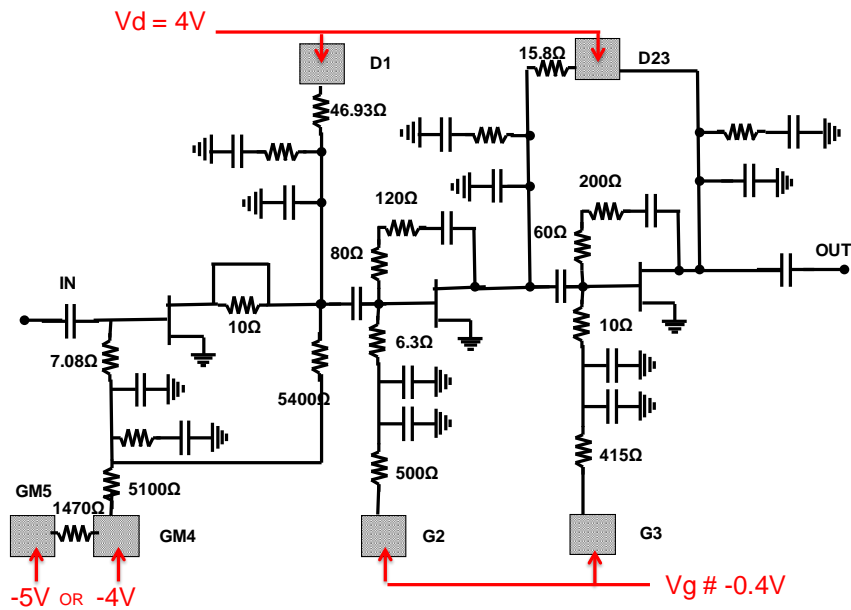 Vd = 4V
D1
15.8Ω
D23
46.93Ω
120Ω
200Ω
80Ω
60Ω
IN
OUT
10Ω
7.08Ω
6.3Ω
10Ω
5400Ω
500Ω
415Ω
5100Ω
GM5
1470Ω
GM4
G2
G3
-5V OR -4V
Vg # -0.4V